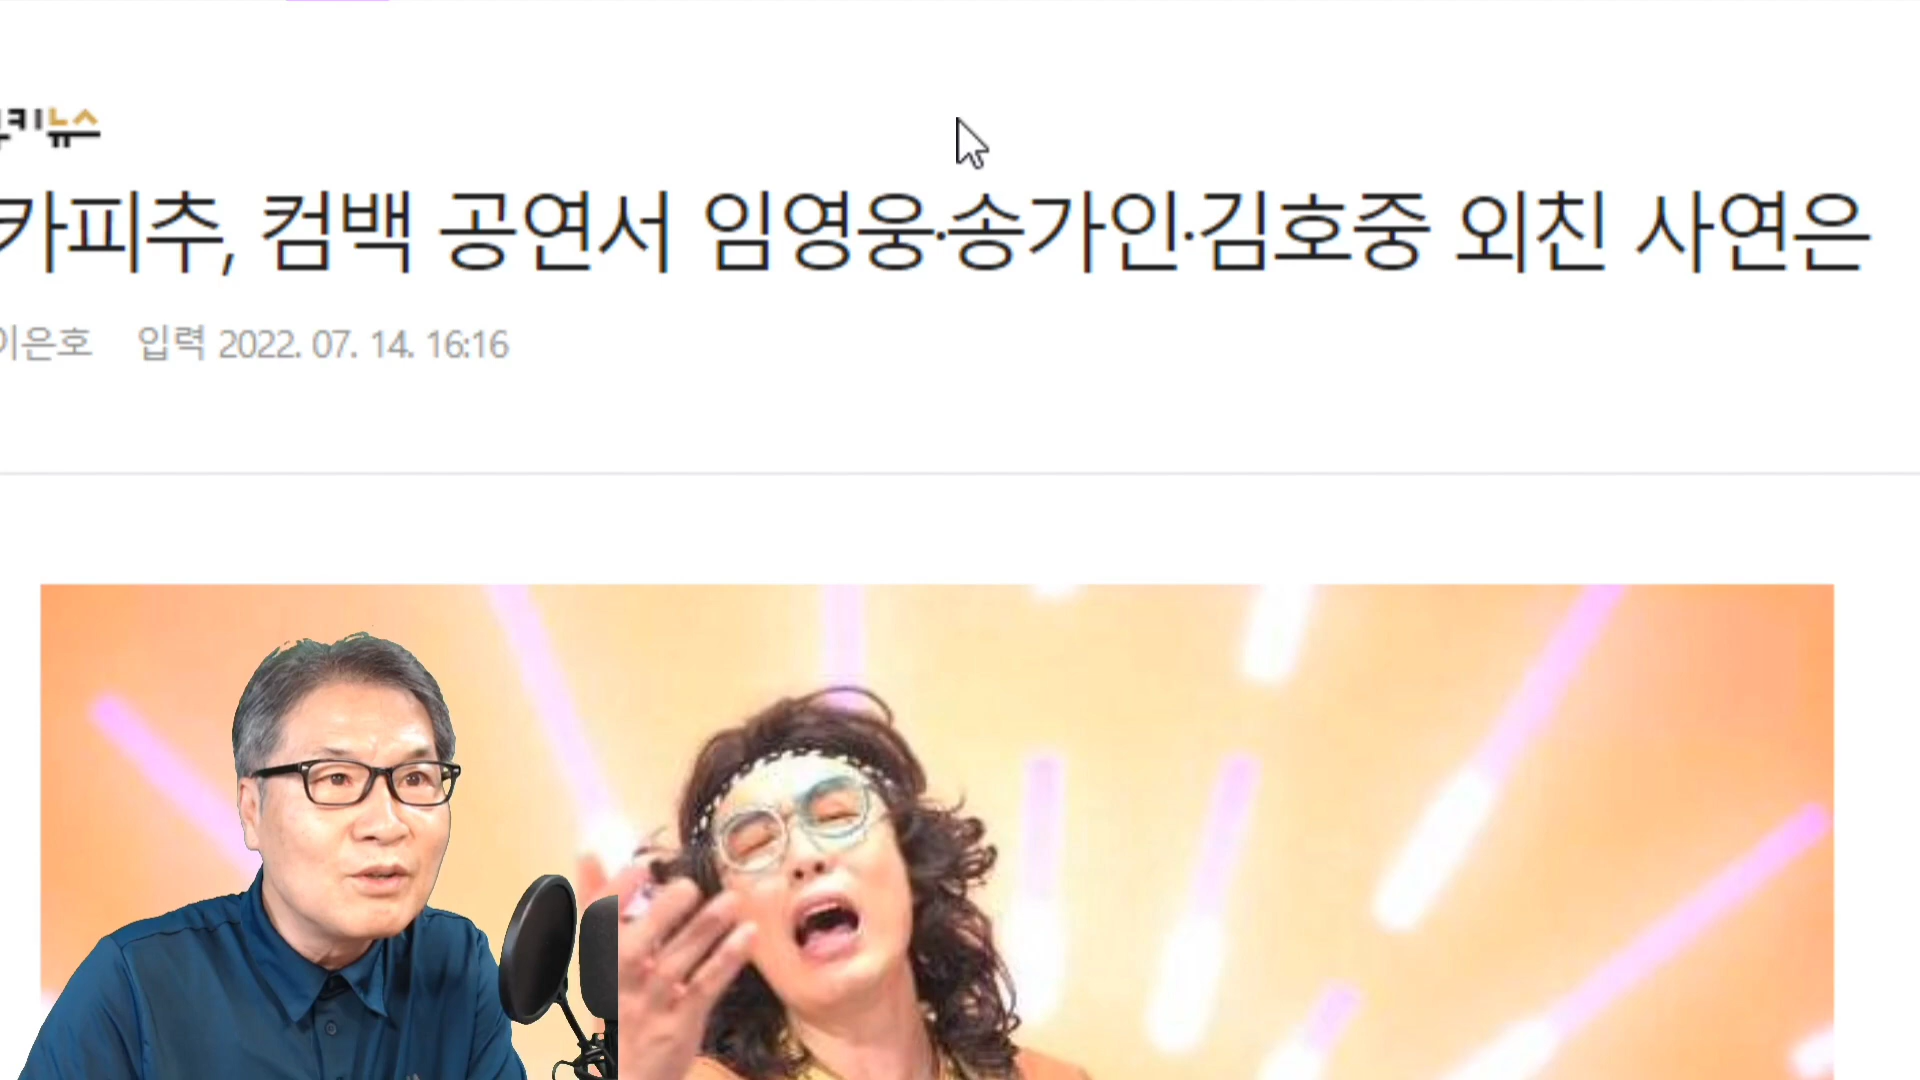 키뉴스
카피추, 컴백 공연서 임영웅·송가인·김호중 외친 사연은
이은호 입력 2022. 07. 14. 16:16